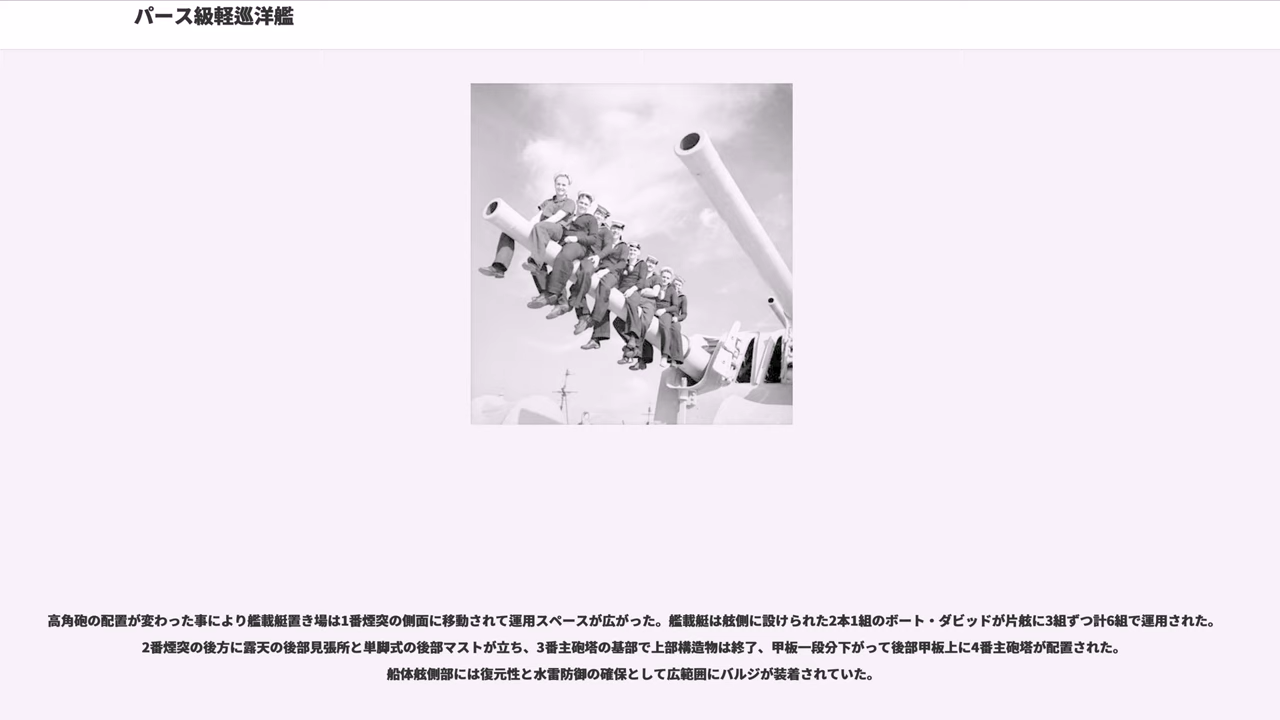 パース級軽巡洋艦
高角砲の配置が変わった事により艦載艇置き場は1番煙突の側面に移動されて運用スペースが広がった。艦載艇は舷側に設けられた2本1組のボート・ダビッドが片舷に3組ずつ計6組で運用された。
2番煙突の後方に露天の後部見張所と単脚式の後部マストが立ち、3番主砲塔の基部で上部構造物は終了、甲板一段分下がって後部甲板上に4番主砲塔が配置された。
船体舷側部には復元性と水雷防御の確保として広範囲にバルジが装着されていた。